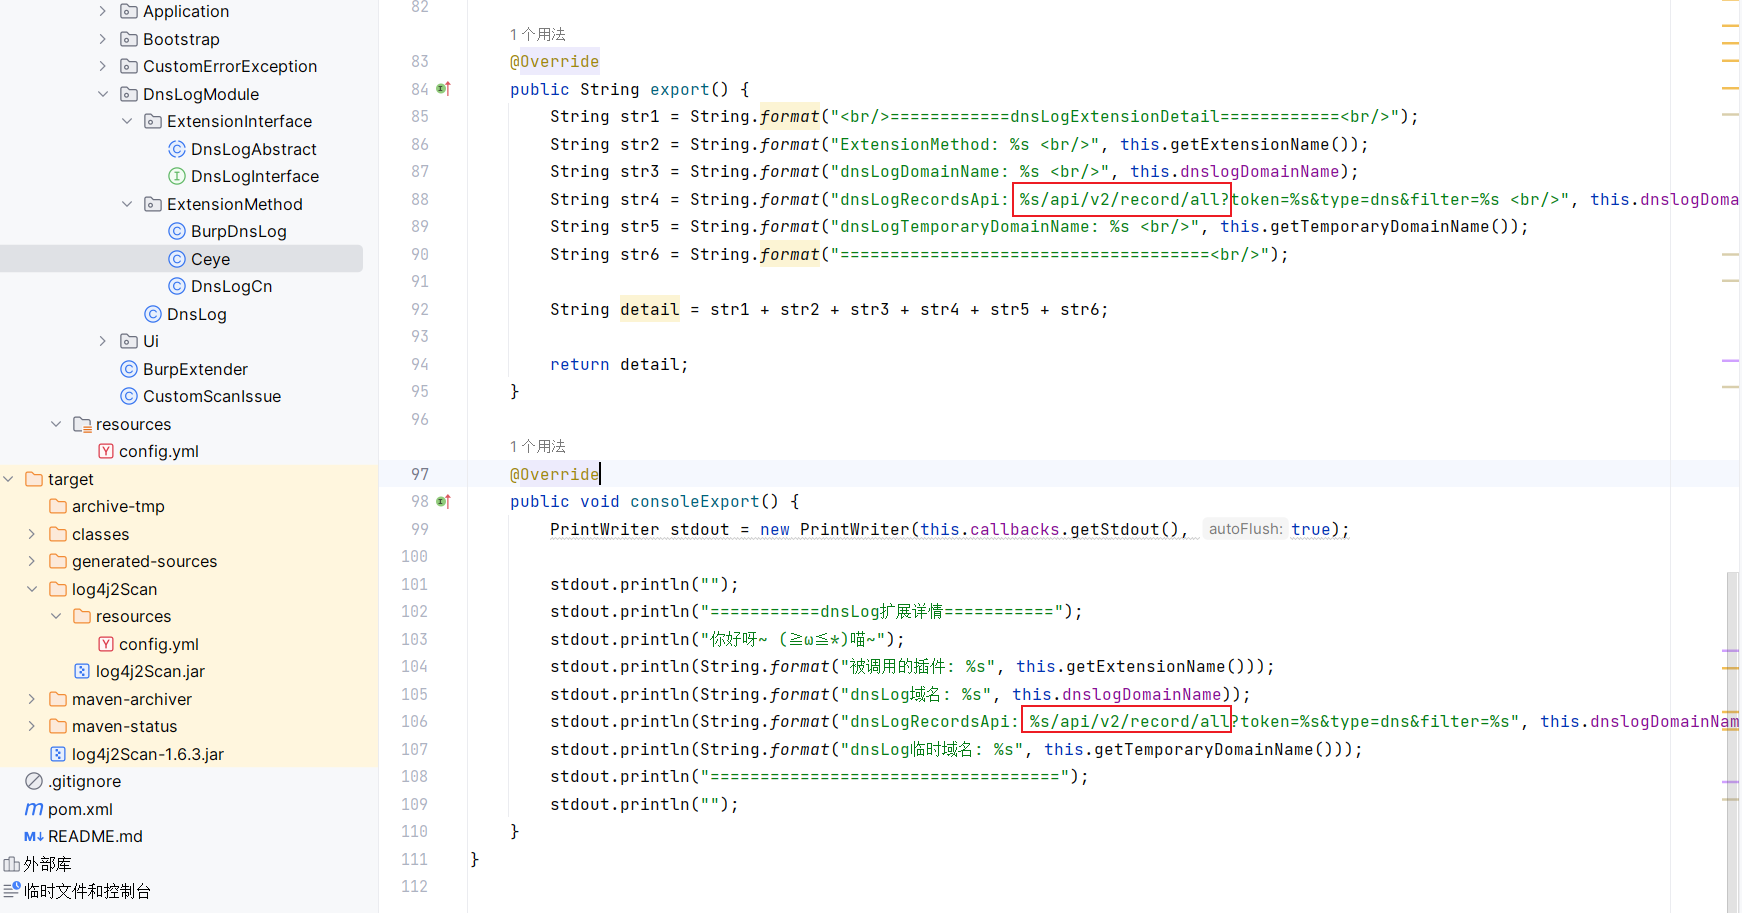 Application
Bootstrap
CustomErrorException
DnsLogModule
ExtensionInterface
DnsLogAbstract
DnsLogInterface
ExtensionMethod
BurpDnsLog
Ceye
DnsLogCn
DnsLog
Ui
BurpExtender
CustomScanIssue
resources
config.yml
target
archive-tmp
classes
generated-sources
log4j2Scan
resources
config.yml
log4j2Scan.jar
maven-archiver
maven-status
log4j2Scan-1.6.3.jar
.gitignore
pom.xml
README.md
外部库
临时文件和控制台
82
1 个用法
83 @Override
84 public String export() {
85 String str1 = String.format("<br/>============dnsLogExtensionDetail============<br/>");
86 String str2 = String.format("ExtensionMethod: %s <br/>", this.getExtensionName());
87 String str3 = String.format("dnsLogDomainName: %s <br/>", this.dnslogDomainName);
88 String str4 = String.format("dnsLogRecordsApi: %s/api/v2/record/all?token=%s&type=dns&filter=%s <br/>", this.dnslogDoma
89 String str5 = String.format("dnsLogTemporaryDomainName: %s <br/>", this.getTemporaryDomainName());
90 String str6 = String.format("=====================================<br/>");
91
92 String detail = str1 + str2 + str3 + str4 + str5 + str6;
93
94 return detail;
95 }
96
1 个用法
97 @Override
98 public void consoleExport() {
99 PrintWriter stdout = new PrintWriter(this.callbacks.getStdout(), autoFlush: true);
100
101 stdout.println("");
102 stdout.println("===========dnsLog扩展详情===========");
103 stdout.println("你好呀~ (≧ω≦*)喵~");
104 stdout.println(String.format("被调用的插件: %s", this.getExtensionName()));
105 stdout.println(String.format("dnsLog域名: %s", this.dnslogDomainName));
106 stdout.println(String.format("dnsLogRecordsApi: %s/api/v2/record/all?token=%s&type=dns&filter=%s", this.dnslogDomainNam
107 stdout.println(String.format("dnsLog临时域名: %s", this.getTemporaryDomainName()));
108 stdout.println("===================================");
109 stdout.println("");
110 }
111 }
112